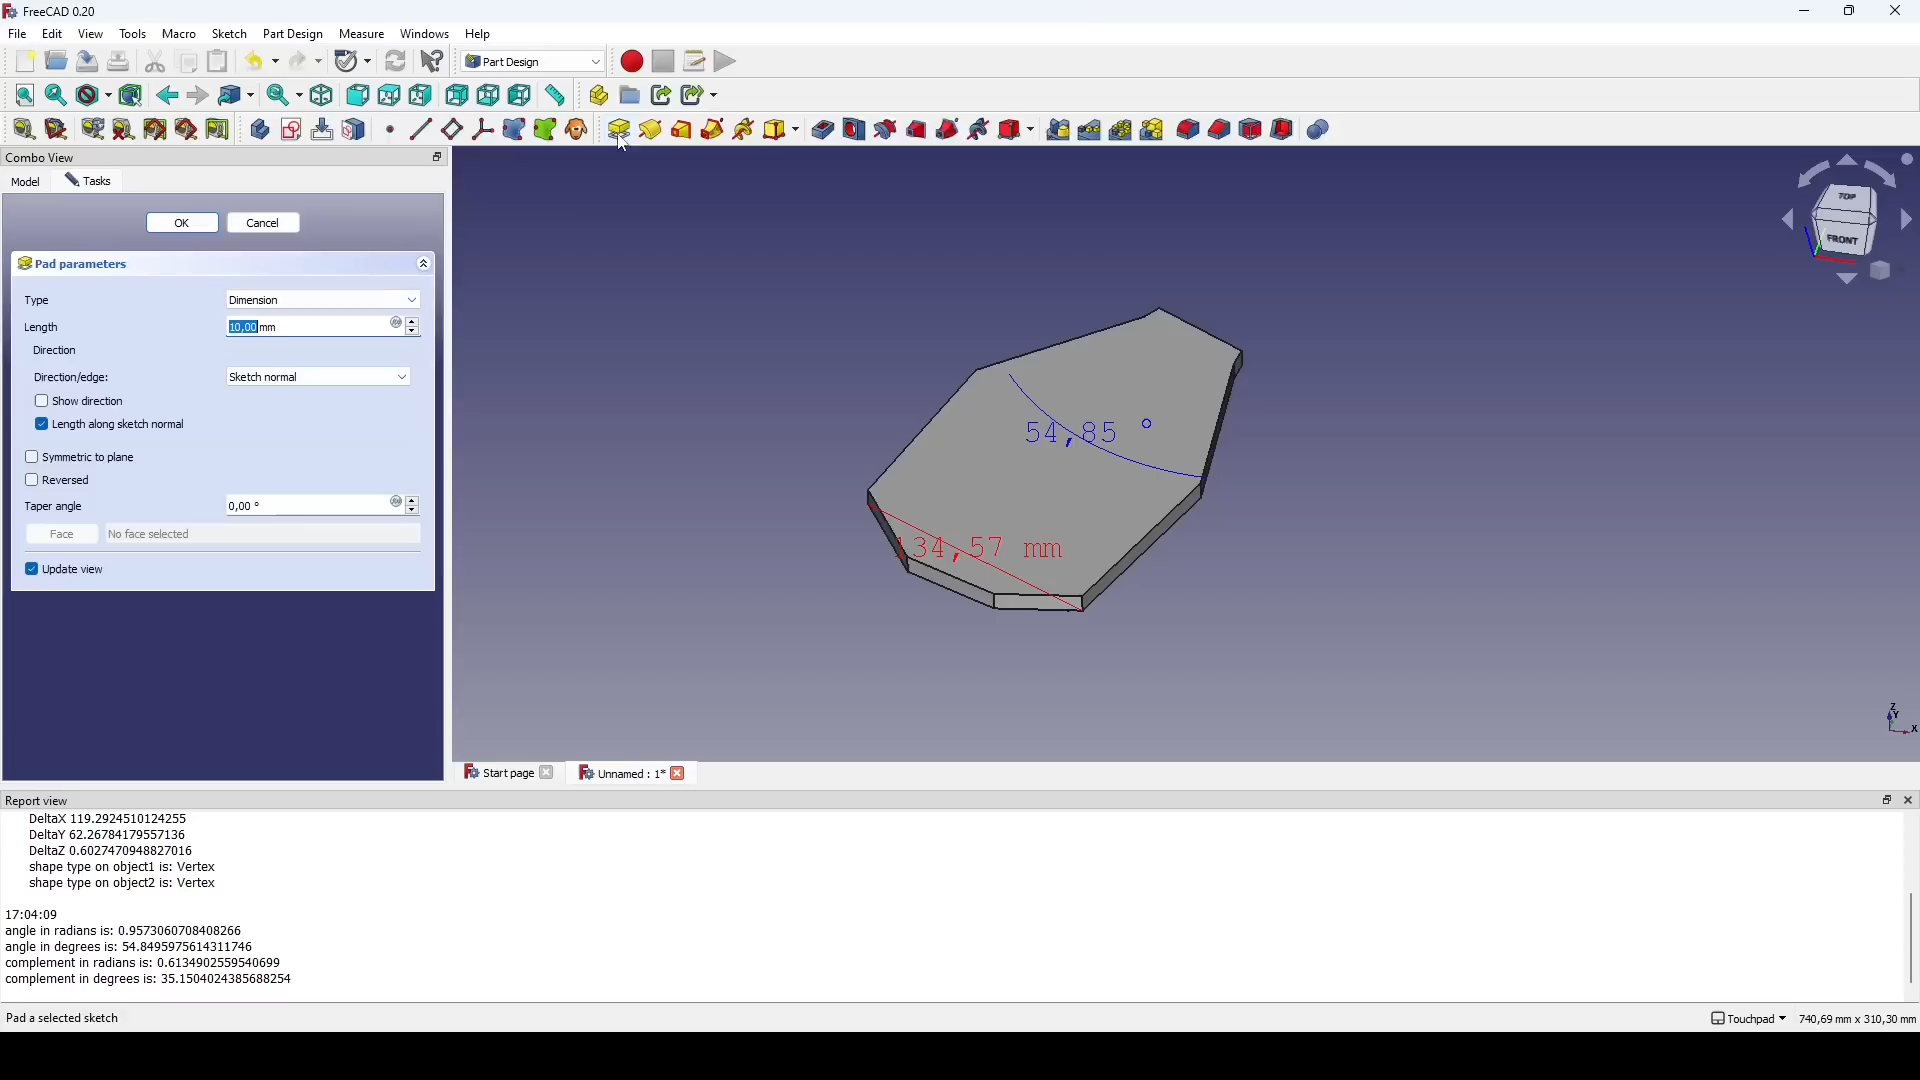 FreeCAD 0.20
File Edit View Tools Macro Sketch Part Design Measure Windows Help
Part Design
Combo View
Model Tasks
OK Cancel
Pad parameters
Type Dimension
Length 10,00 mm
Direction
Direction/edge: Sketch normal
Show direction
Length along sketch normal
Symmetric to plane
Reversed
Taper angle 0,00 °
Face No face selected
Update view
TOP
FRONT
54,85 °
134,57 mm
Z
Y
X
Start page Unnamed : 1*
Report view
DeltaX 119.2924510124255
DeltaY 62.26784179557136
DeltaZ 0.6027470948827016
shape type on object1 is: Vertex
shape type on object2 is: Vertex
17:04:09
angle in radians is: 0.9573060708408266
angle in degrees is: 54.8495975614311746
complement in radians is: 0.6134902559540699
complement in degrees is: 35.1504024385688254
Pad a selected sketch Touchpad 740,69 mm x 310,30 mm